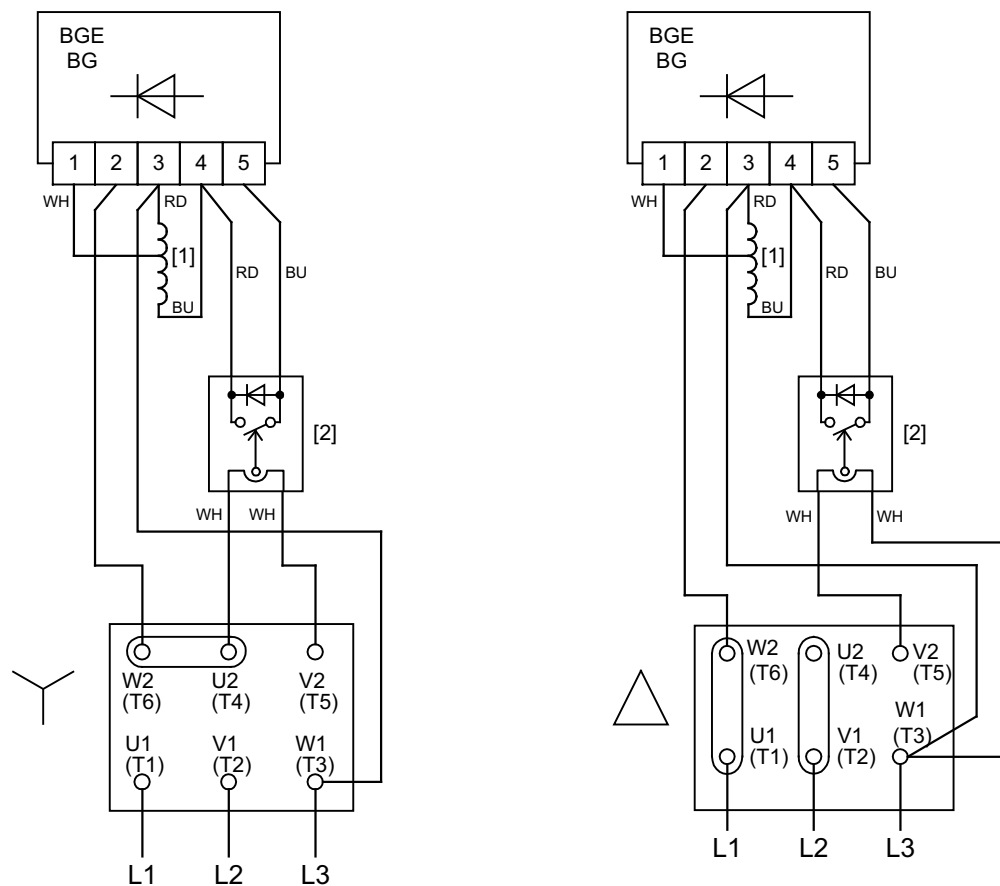 BGE
BG
1 2 3 4 5
WH
RD
[1]
RD
BU
BU
[2]
WH
WH
W2
(T6)
U2
(T4)
V2
(T5)
U1
(T1)
V1
(T2)
W1
(T3)
L1
L2
L3
BGE
BG
1 2 3 4 5
WH
RD
[1]
RD
BU
BU
[2]
WH
WH
W2
(T6)
U2
(T4)
V2
(T5)
U1
(T1)
V1
(T2)
W1
(T3)
L1
L2
L3